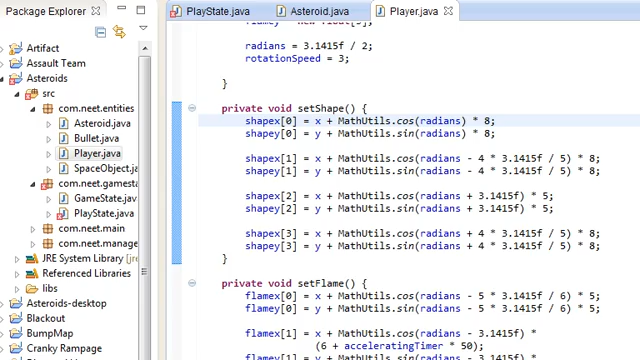 Package Explorer
PlayState.java
Asteroid.java
Player.java
Artifact
Assault Team
Asteroids
src
com.neet.entities
Asteroid.java
Bullet.java
Player.java
SpaceObject.ja
com.neet.gamesta
GameState.java
PlayState.java
com.neet.main
com.neet.manage
JRE System Library [jre
Referenced Libraries
libs
Asteroids-desktop
Blackout
BumpMap
Cranky Rampage
radians = 3.1415f / 2;
rotationSpeed = 3;
}
private void setShape() {
shapex[0] = x + MathUtils.cos(radians) * 8;
shapey[0] = y + MathUtils.sin(radians) * 8;
shapex[1] = x + MathUtils.cos(radians - 4 * 3.1415f / 5) * 8;
shapey[1] = y + MathUtils.sin(radians - 4 * 3.1415f / 5) * 8;
shapex[2] = x + MathUtils.cos(radians + 3.1415f) * 5;
shapey[2] = y + MathUtils.sin(radians + 3.1415f) * 5;
shapex[3] = x + MathUtils.cos(radians + 4 * 3.1415f / 5) * 8;
shapey[3] = y + MathUtils.sin(radians + 4 * 3.1415f / 5) * 8;
}
private void setFlame() {
flamex[0] = x + MathUtils.cos(radians - 5 * 3.1415f / 6) * 5;
flamey[0] = y + MathUtils.sin(radians - 5 * 3.1415f / 6) * 5;
flamex[1] = x + MathUtils.cos(radians - 3.1415f) *
(6 + acceleratingTimer * 50);